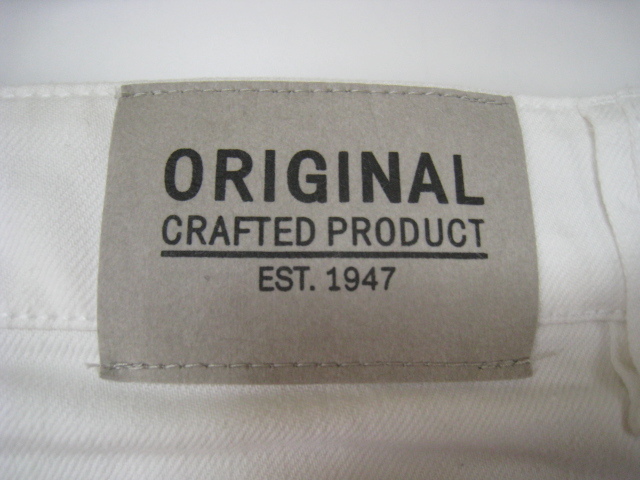 ORIGINAL
CRAFTED PRODUCT
EST. 1947